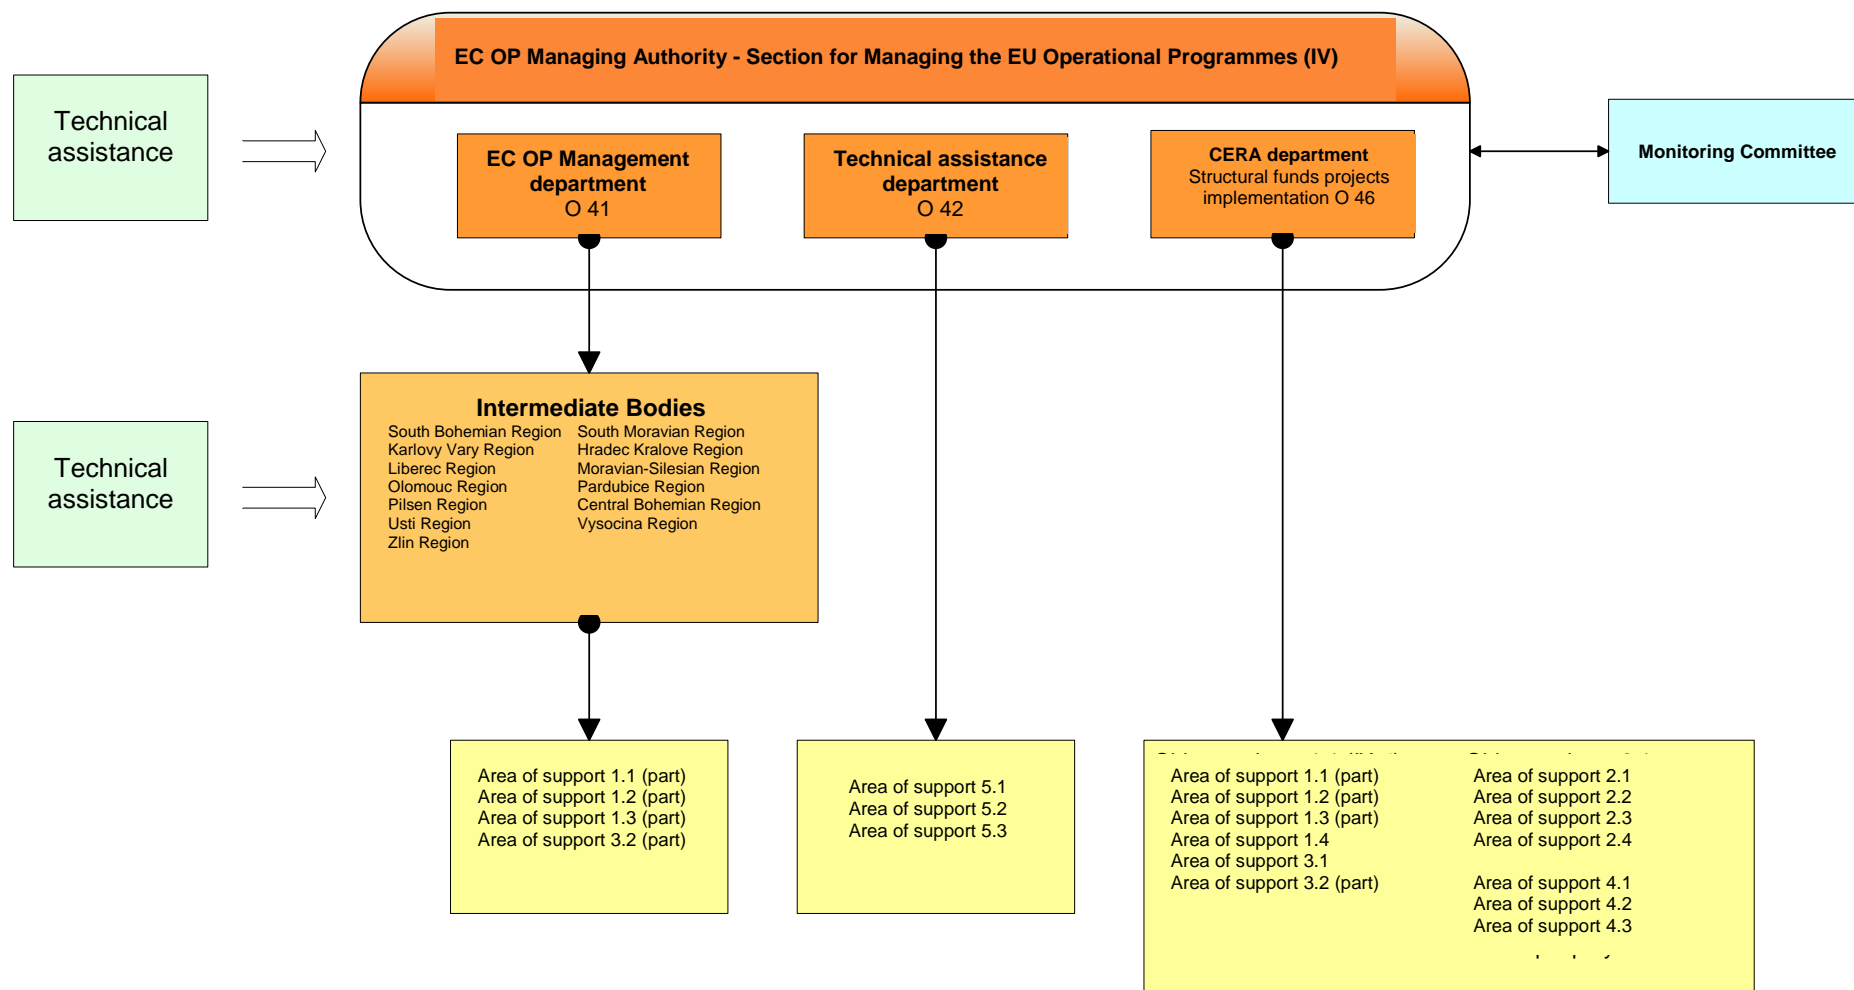 EC OP Managing Authority - Section for Managing the EU Operational Programmes (IV)
Technical
assistance
EC OP Management
department
O 41
Technical assistance
department
O 42
CERA department
Structural funds projects
implementation O 46
Monitoring Committee
Technical
assistance
Intermediate Bodies
South Bohemian Region South Moravian Region
Karlovy Vary Region Hradec Kralove Region
Liberec Region Moravian-Silesian Region
Olomouc Region Pardubice Region
Pilsen Region Central Bohemian Region
Usti Region Vysocina Region
Zlin Region
Area of support 1.1 (part)
Area of support 1.2 (part)
Area of support 1.3 (part)
Area of support 3.2 (part)
Area of support 5.1
Area of support 5.2
Area of support 5.3
Area of support 1.1 (part)
Area of support 1.2 (part)
Area of support 1.3 (part)
Area of support 1.4
Area of support 3.1
Area of support 3.2 (part)
Area of support 2.1
Area of support 2.2
Area of support 2.3
Area of support 2.4
Area of support 4.1
Area of support 4.2
Area of support 4.3